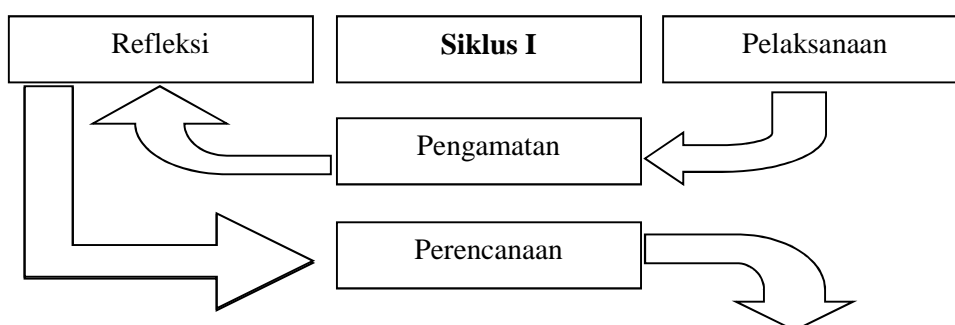 Refleksi
Siklus I
Pelaksanaan
Pengamatan
Perencanaan